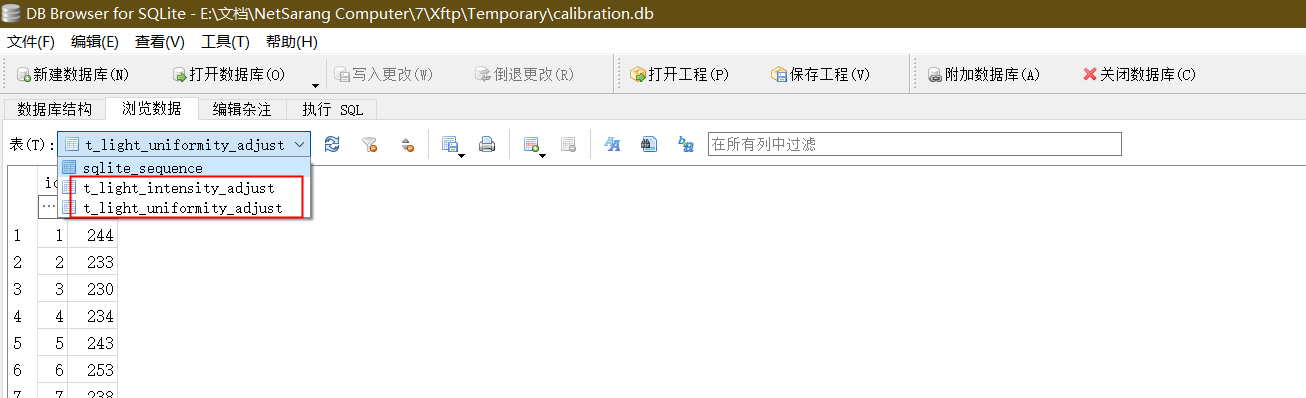 DB Browser for SQLite - E:\文档\NetSarang Computer\7\Xftp\Temporary\calibration.db
文件(F) 编辑(E) 查看(V) 工具(T) 帮助(H)
新建数据库(N) 打开数据库(O) 写入更改(W) 倒退更改(R) 打开工程(P) 保存工程(V) 附加数据库(A) 关闭数据库(C)
数据库结构 浏览数据 编辑杂注 执行 SQL
表(T): t_light_uniformity_adjust 在所有列中过滤
sqlite_sequence
t_light_intensity_adjust
t_light_uniformity_adjust
1 1 244
2 2 233
3 3 230
4 4 234
5 5 243
6 6 253
7 7 238